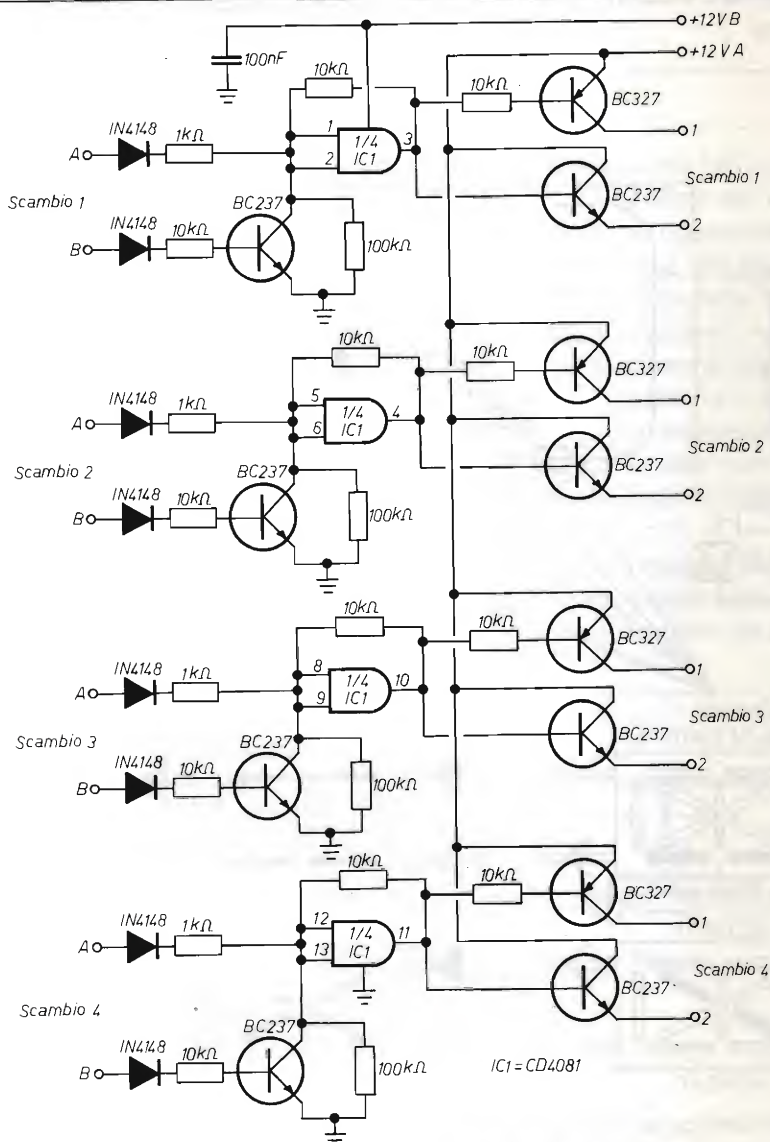 +12V B
+12V A
100nF
10kΩ
10kΩ
BC327
1N4148
1kΩ
A
1
2
1/4
IC1
3
1
Scambio 1
BC237
Scambio 1
1N4148
10kΩ
BC237
B
100kΩ
2
10kΩ
10kΩ
BC327
1N4148
1kΩ
A
5
6
1/4
IC1
4
1
Scambio 2
BC237
Scambio 2
1N4148
10kΩ
BC237
B
100kΩ
2
10kΩ
10kΩ
BC327
1N4148
1kΩ
A
8
9
1/4
IC1
10
1
Scambio 3
BC237
Scambio 3
1N4148
10kΩ
BC237
B
100kΩ
2
10kΩ
10kΩ
BC327
1N4148
1kΩ
A
12
13
1/4
IC1
11
1
Scambio 4
BC237
Scambio 4
1N4148
10kΩ
BC237
B
100kΩ
2
IC1 = CD4081